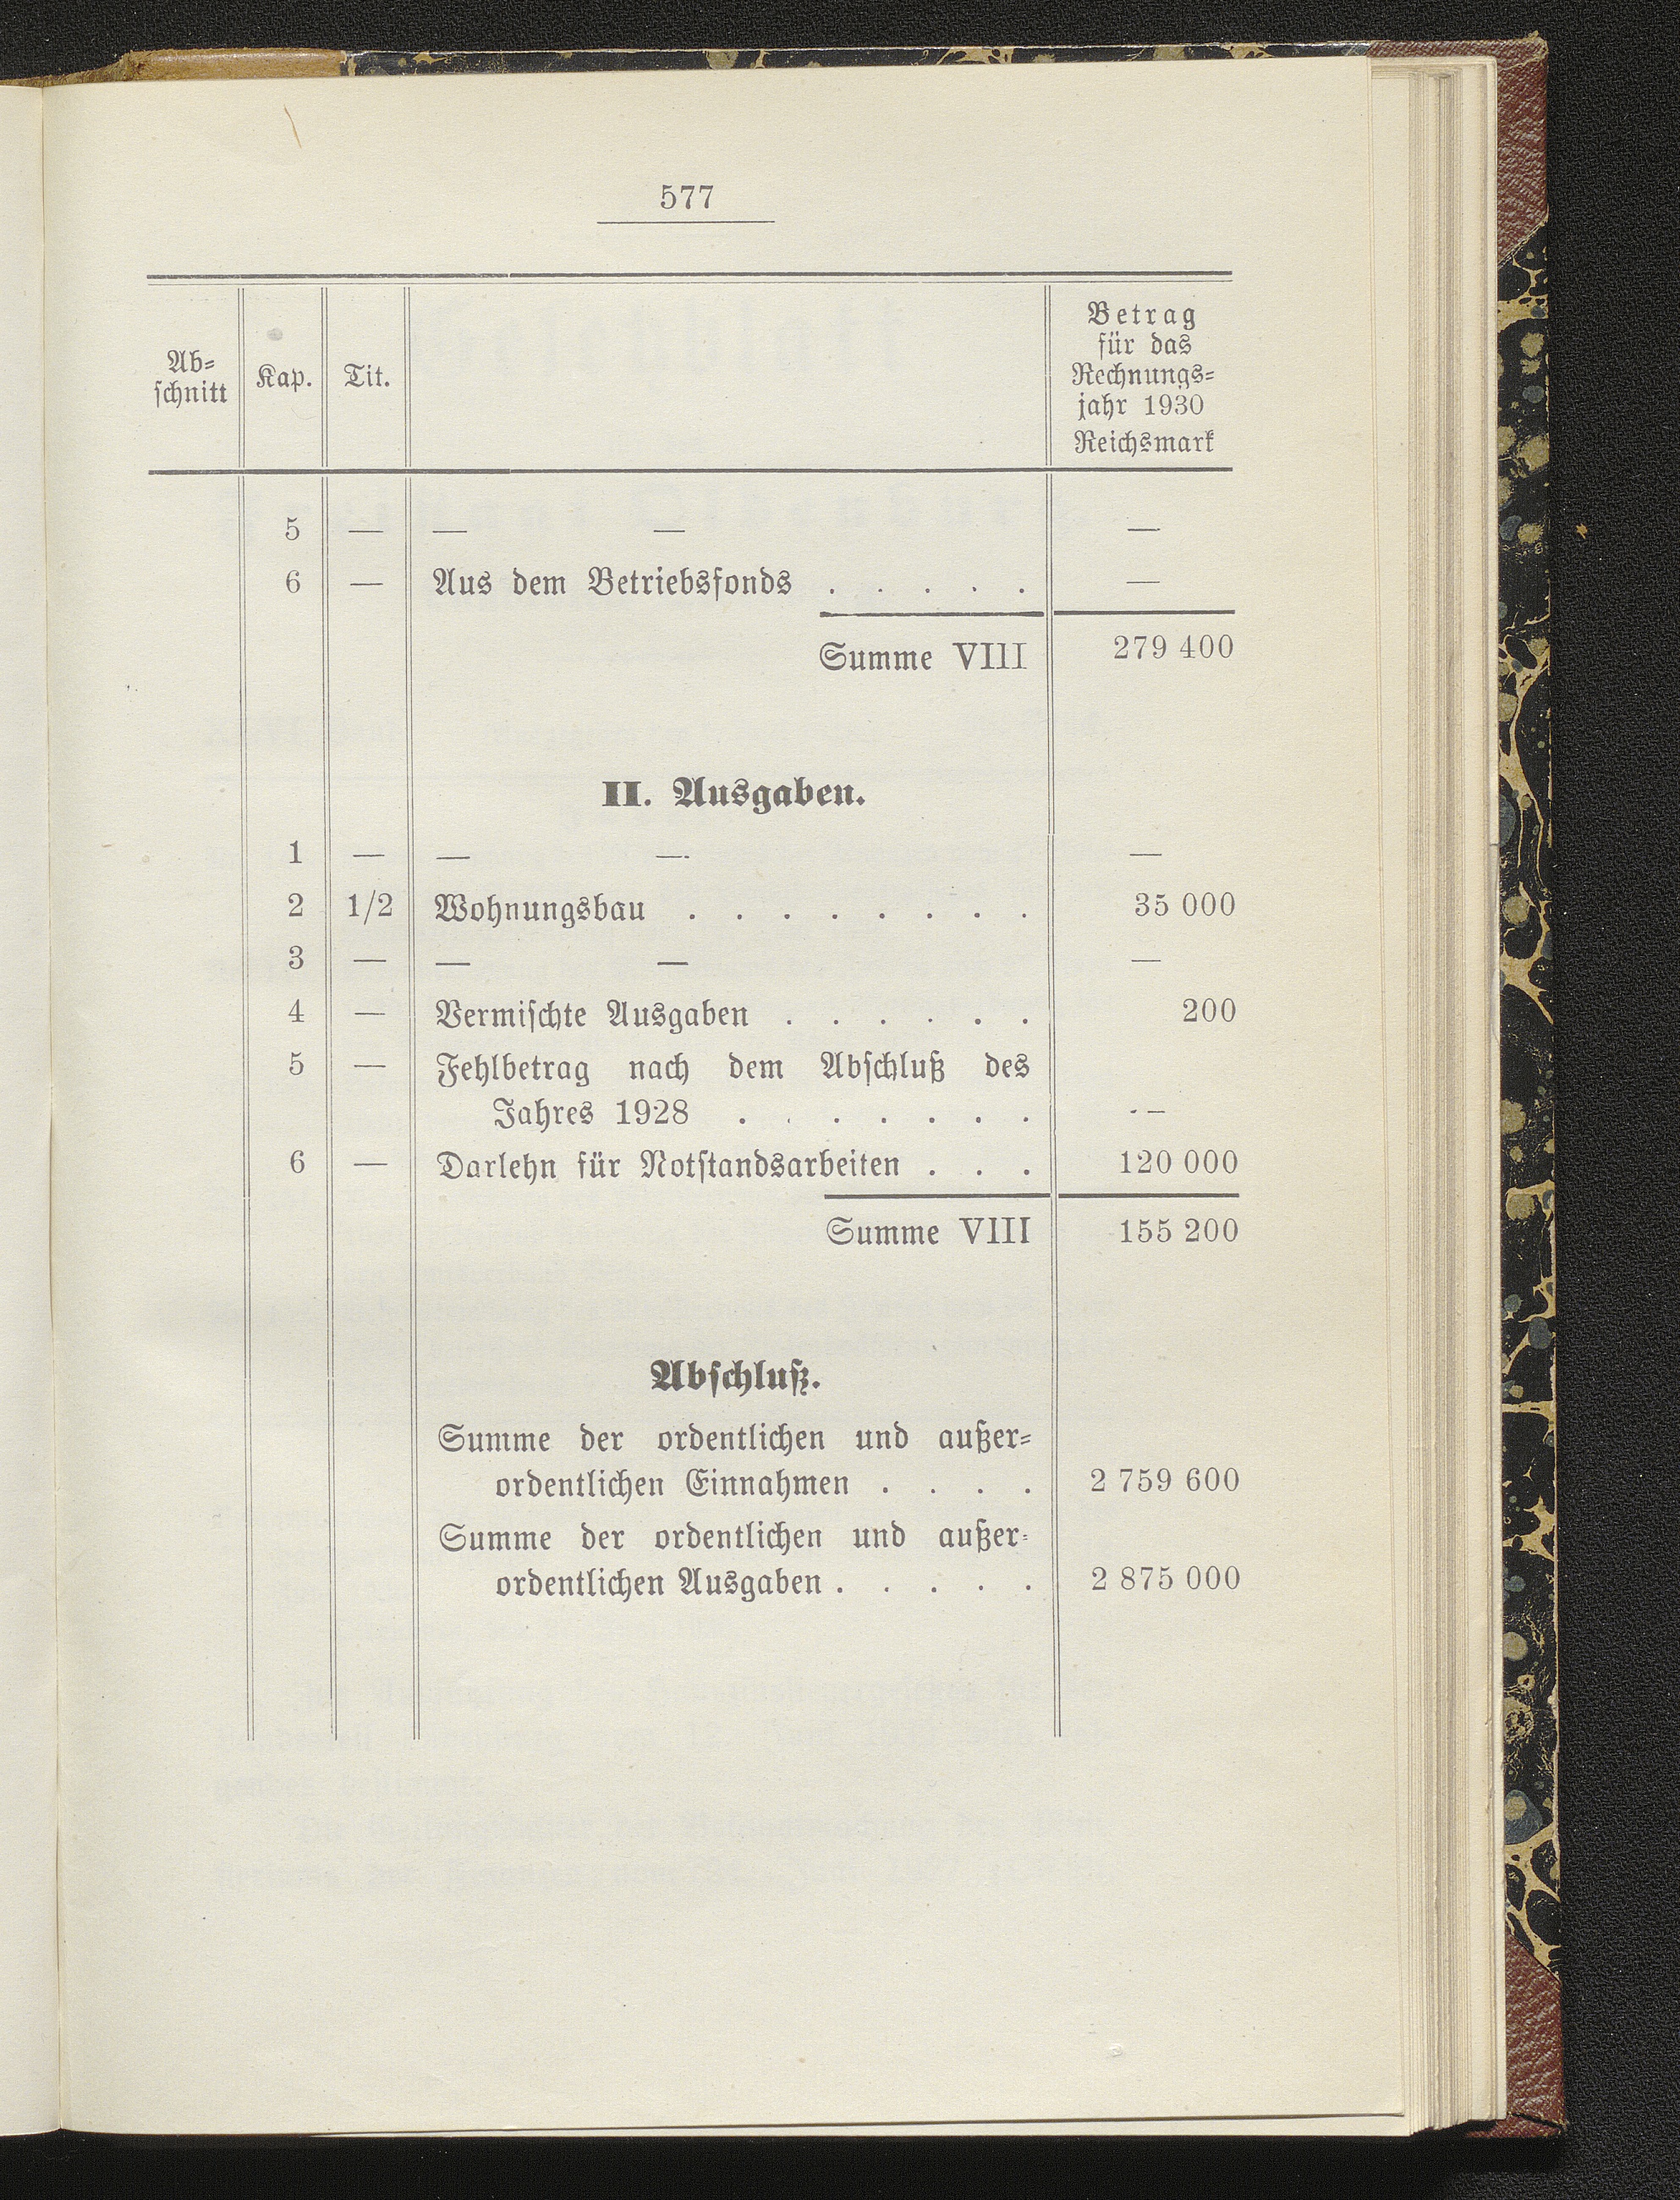 577
Ab-
schnitt
Kap.
Tit.
Betrag
für das
Rechnungs-
jahr 1930
Reichsmark
5 — — — —
6 — Aus dem Betriebsfonds . . . . . —
Summe VIII 279 400
II. Ausgaben.
1 — — — —
2 1/2 Wohnungsbau . . . . . . . . 35 000
3 — — — —
4 — Vermischte Ausgaben . . . . . . 200
5 — Fehlbetrag nach dem Abschluß des
Jahres 1928 . . . . . . . —
6 — Darlehn für Notstandsarbeiten . . . 120 000
Summe VIII 155 200
Abschluß.
Summe der ordentlichen und außer-
ordentlichen Einnahmen . . . . 2 759 600
Summe der ordentlichen und außer-
ordentlichen Ausgaben . . . . . 2 875 000